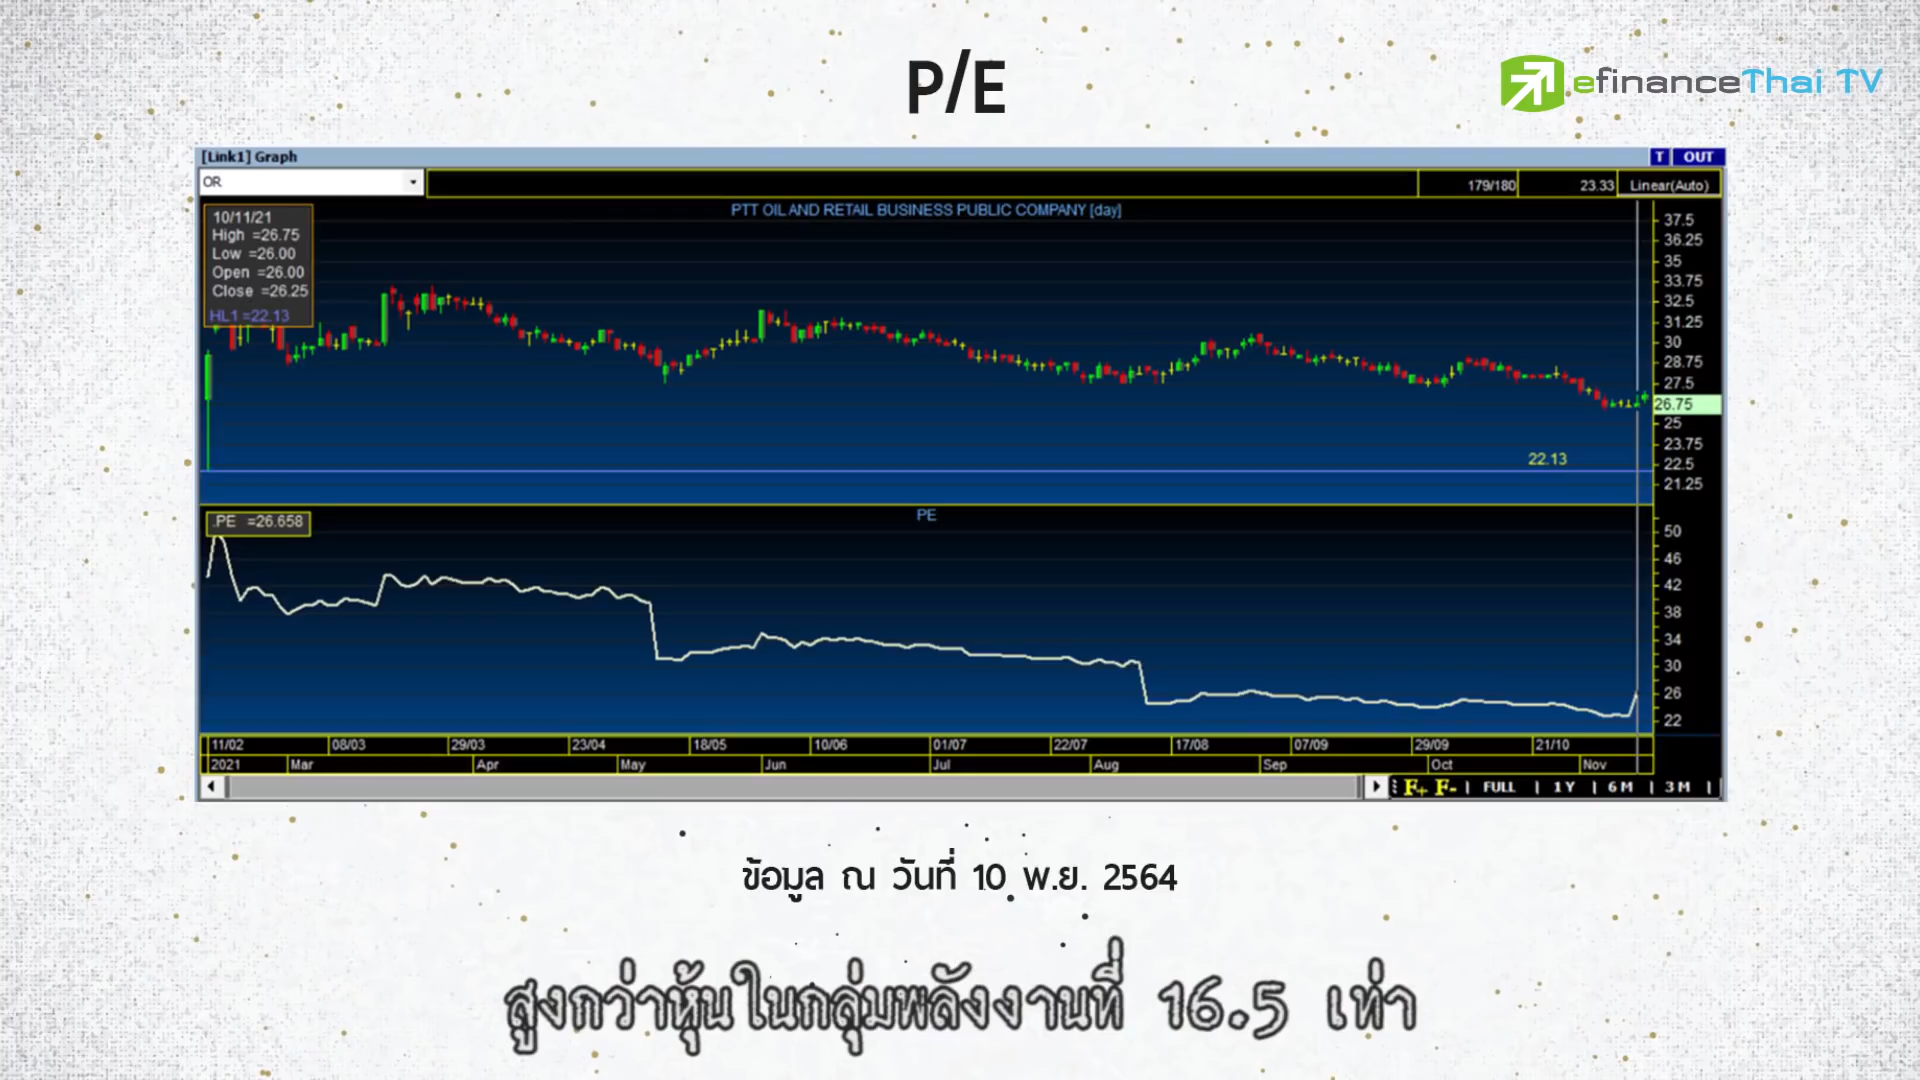 P/E
efinanceThai TV
[Link1] Graph
T OUT
OR
179/180 23.33 Linear(Auto)
PTT OIL AND RETAIL BUSINESS PUBLIC COMPANY [day]
10/11/21
High =26.75
Low =26.00
Open =26.00
Close =26.25
HL1 =22.13
37.5
36.25
35
33.75
32.5
31.25
30
28.75
27.5
26.75
25
23.75
22.5
21.25
22.13
.PE =26.658
PE
50
46
42
38
34
30
26
22
11/02 08/03 29/03 23/04 18/05 10/06 01/07 22/07 17/08 07/09 29/09 21/10
2021 Mar Apr May Jun Jul Aug Sep Oct Nov
F+ F- | FULL | 1 Y | 6 M | 3 M |
ข้อมูล ณ วันที่ 10 พ.ย. 2564
สูงกว่าหุ้นในกลุ่มพลังงานที่ 16.5 เท่า